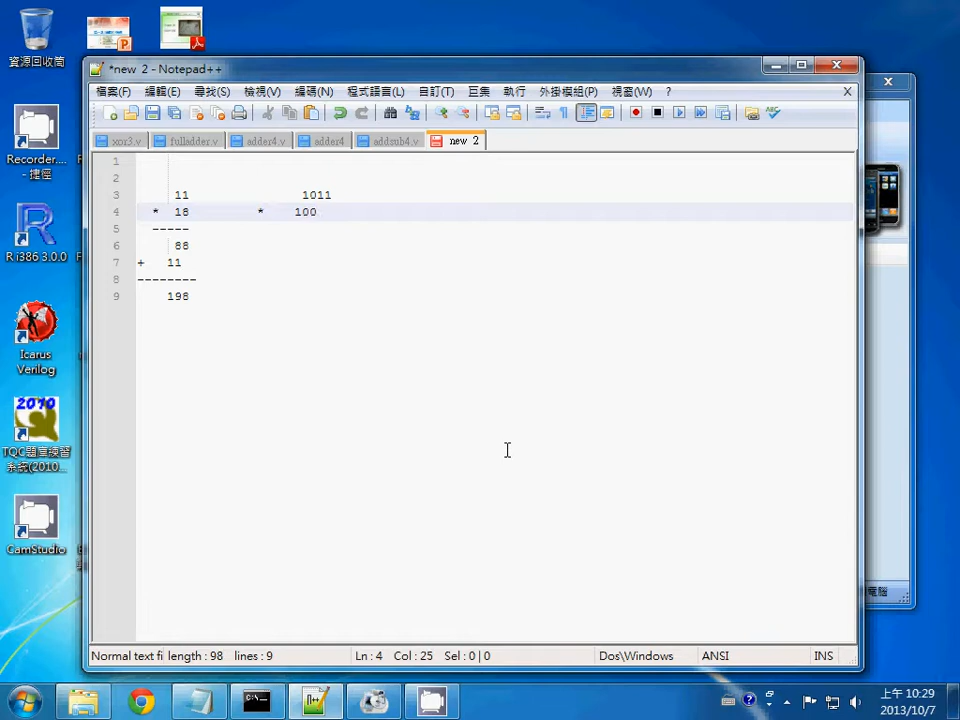 資源回收筒
*new 2 - Notepad++
檔案(F) 編輯(E) 尋找(S) 檢視(V) 編碼(N) 程式語言(L) 自訂(T) 巨集 執行 外掛模組(P) 視窗(W) ? X
xor3.v fulladder.v adder4.v adder4 addsub4.v new 2
1
2
3 11 1011
4 * 18 * 100
5 -----
6 88
7 + 11
8 --------
9 198
Recorder....
- 捷徑
R i386 3.0.0
Icarus
Verilog
2010
TQC題庫練習
系統(2010...
CamStudio
電腦
Normal text fi length : 98 lines : 9 Ln : 4 Col : 25 Sel : 0 | 0 Dos\Windows ANSI INS
上午 10:29
2013/10/7